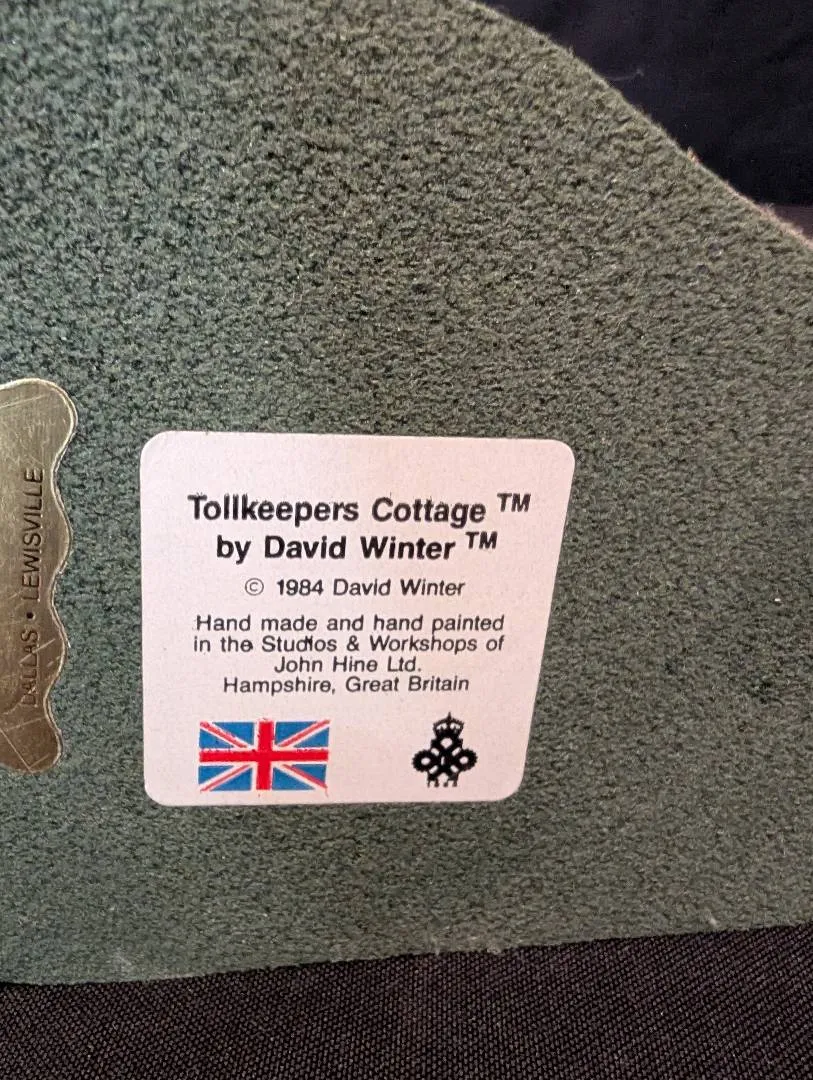 DALLAS • LEWISVILLE
Tollkeepers Cottage ™
by David Winter ™
© 1984 David Winter
Hand made and hand painted
in the Studios & Workshops of
John Hine Ltd.
Hampshire, Great Britain